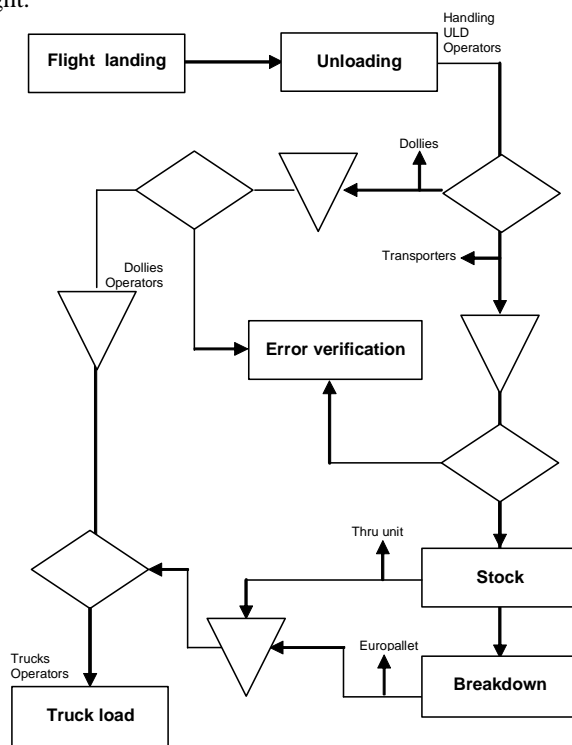 ght.
Handling
ULD
Operators
Flight landing
Unloading
Dollies
Transporters
Dollies
Operators
Error verification
Thru unit
Stock
Europallet
Trucks
Operators
Breakdown
Truck load